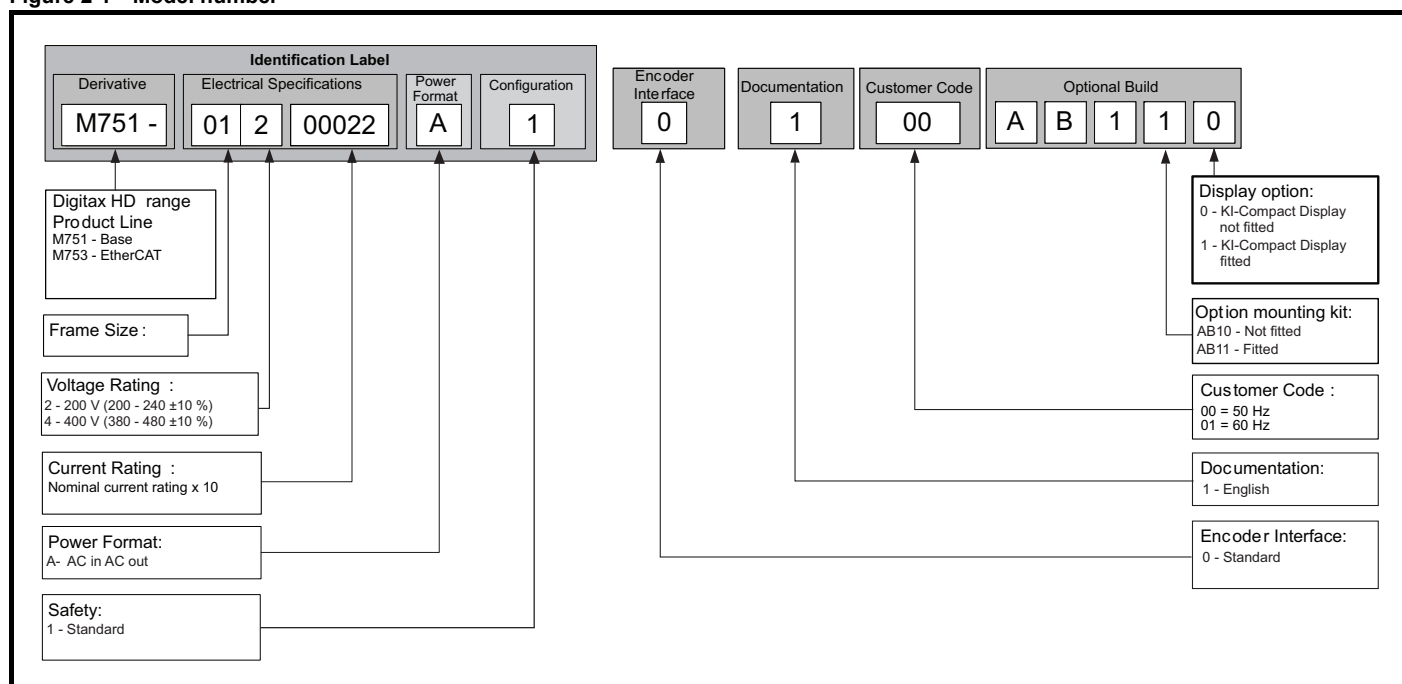 Identification Label
Derivative
Electrical Specifications
Power
Format
Configuration
Encoder
Interface
Documentation
Customer Code
Optional Build
M751 -
01
2
00022
A
1
0
1
00
A
B
1
1
0
Digitax HD range
Product Line
M751 - Base
M753 - EtherCAT
Frame Size :
Voltage Rating :
2 - 200 V (200 - 240 ±10 %)
4 - 400 V (380 - 480 ±10 %)
Current Rating :
Nominal current rating x 10
Power Format:
A- AC in AC out
Safety:
1 - Standard
Display option:
0 - KI-Compact Display
not fitted
1 - KI-Compact Display
fitted
Option mounting kit:
AB10 - Not fitted
AB11 - Fitted
Customer Code :
00 = 50 Hz
01 = 60 Hz
Documentation:
1 - English
Encoder Interface:
0 - Standard